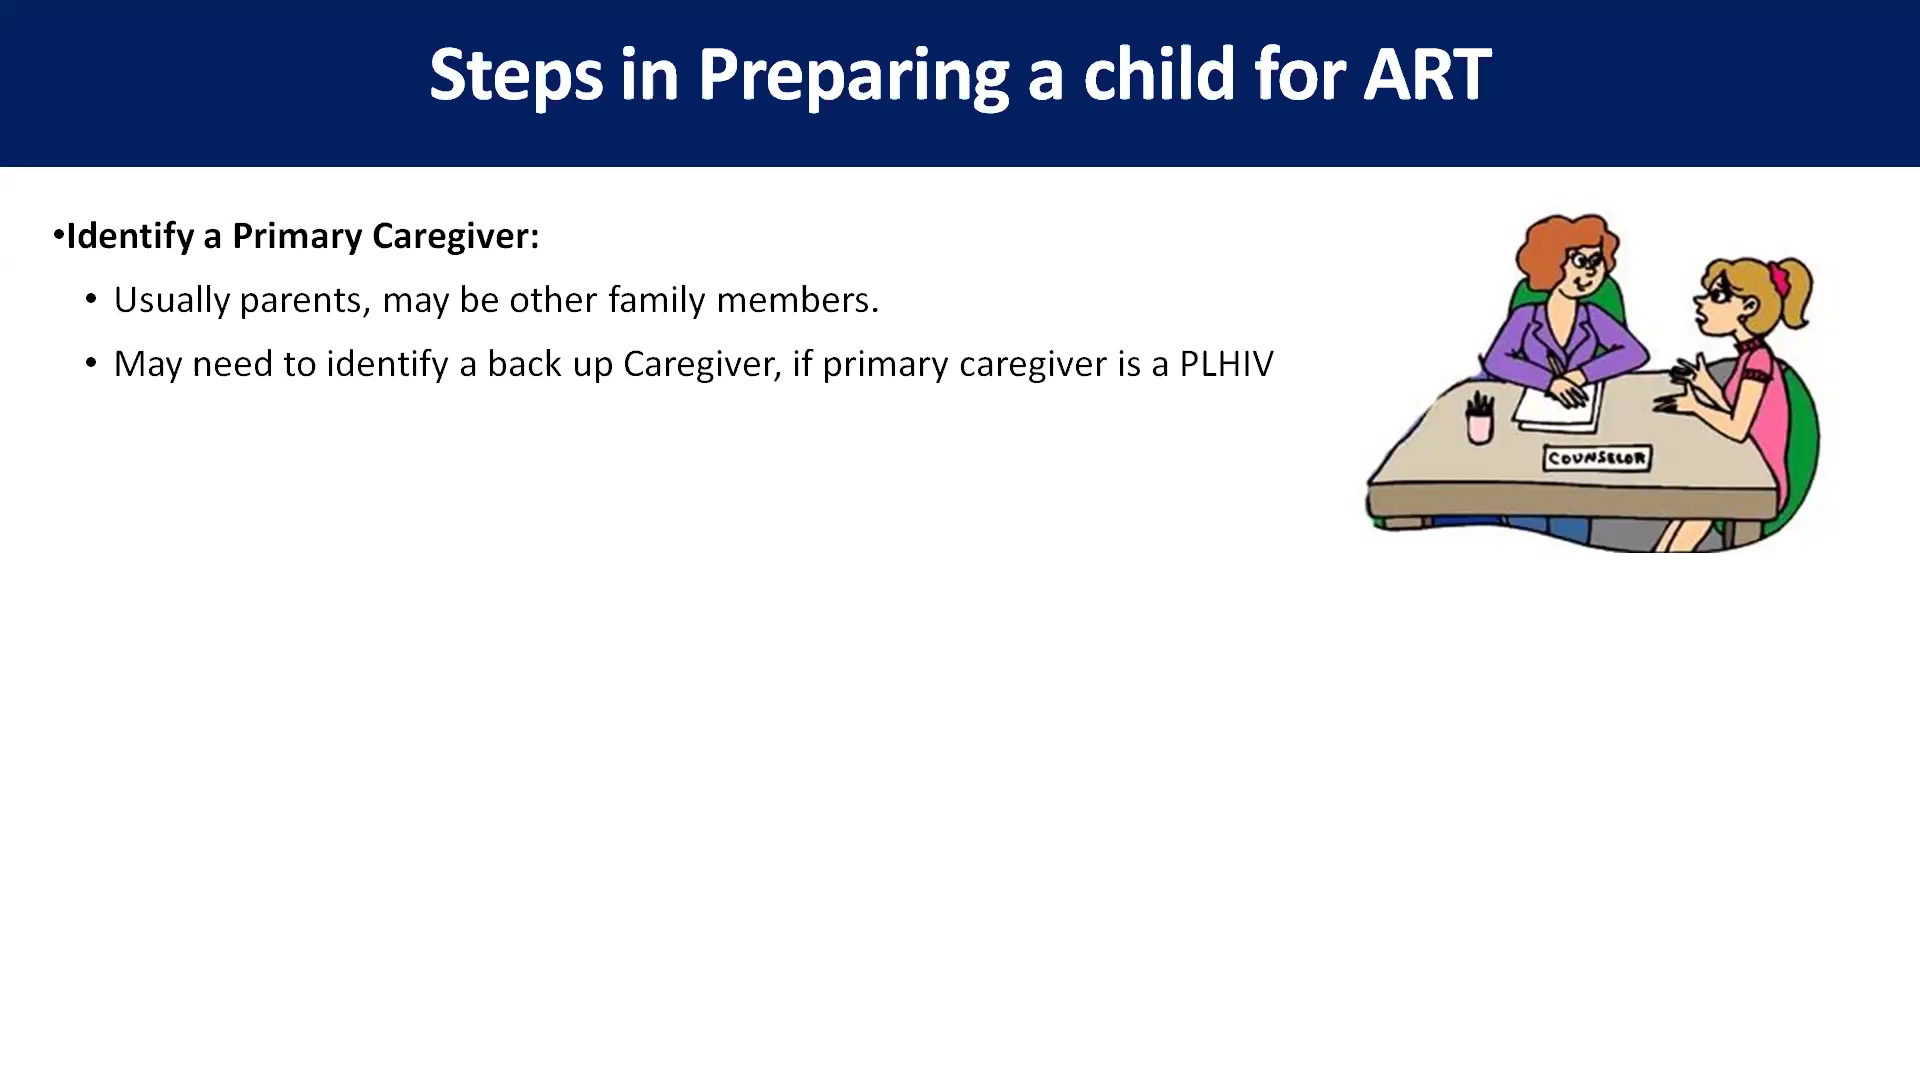 Steps in Preparing a child for ART
•Identify a Primary Caregiver:
• Usually parents, may be other family members.
• May need to identify a back up Caregiver, if primary caregiver is a PLHIV
COUNSELOR